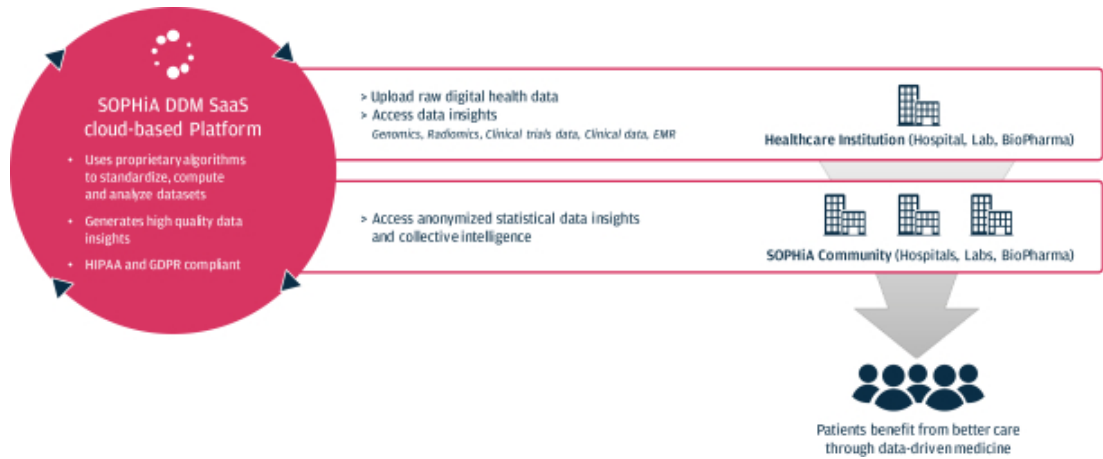 SOPHiA DDM SaaS
cloud-based Platform
• Uses proprietary algorithms
to standardize, compute
and analyze datasets
• Generates high quality data
insights
• HIPAA and GDPR compliant
> Upload raw digital health data
> Access data insights
Genomics, Radiomics, Clinical trials data, Clinical data, EMR
Healthcare Institution (Hospital, Lab, BioPharma)
> Access anonymized statistical data insights
and collective intelligence
SOPHiA Community (Hospitals, Labs, BioPharma)
Patients benefit from better care
through data-driven medicine